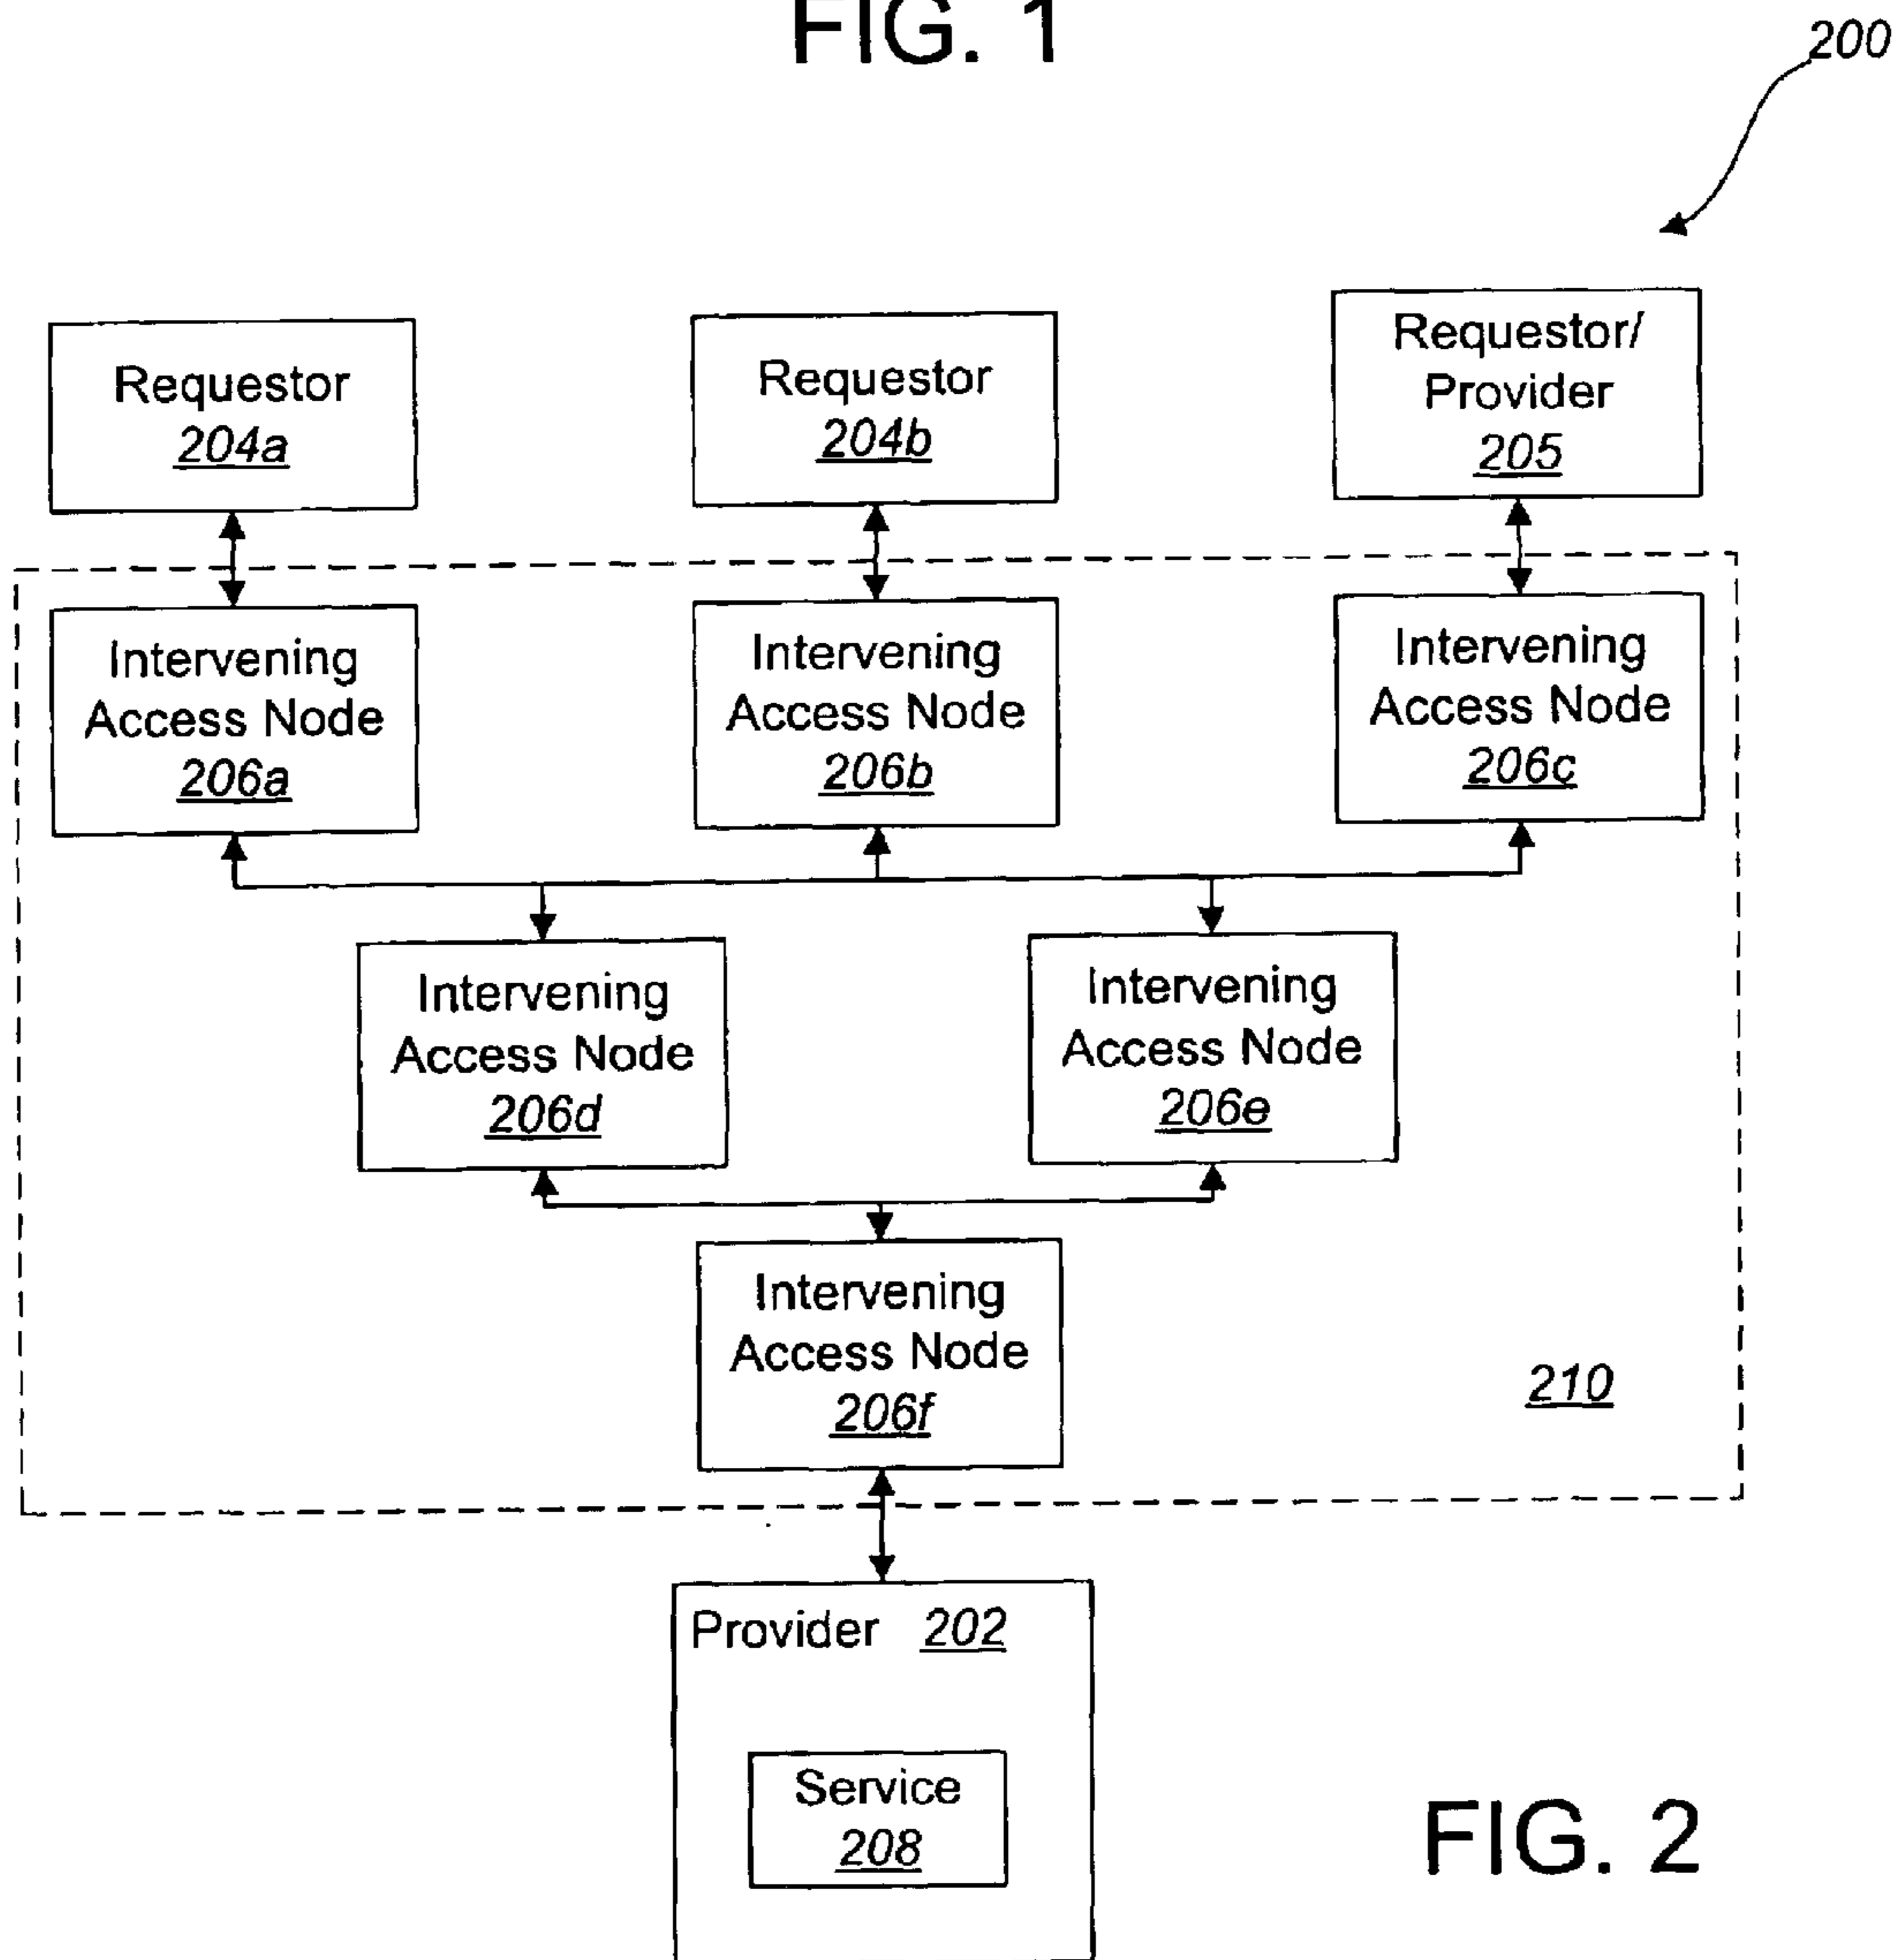 FIG. 1
200
Requestor
204a
Requestor
204b
Requestor/
Provider
205
Intervening
Access Node
206a
Intervening
Access Node
206b
Intervening
Access Node
206c
Intervening
Access Node
206d
Intervening
Access Node
206e
Intervening
Access Node
206f
210
Provider 202
Service
208
FIG. 2